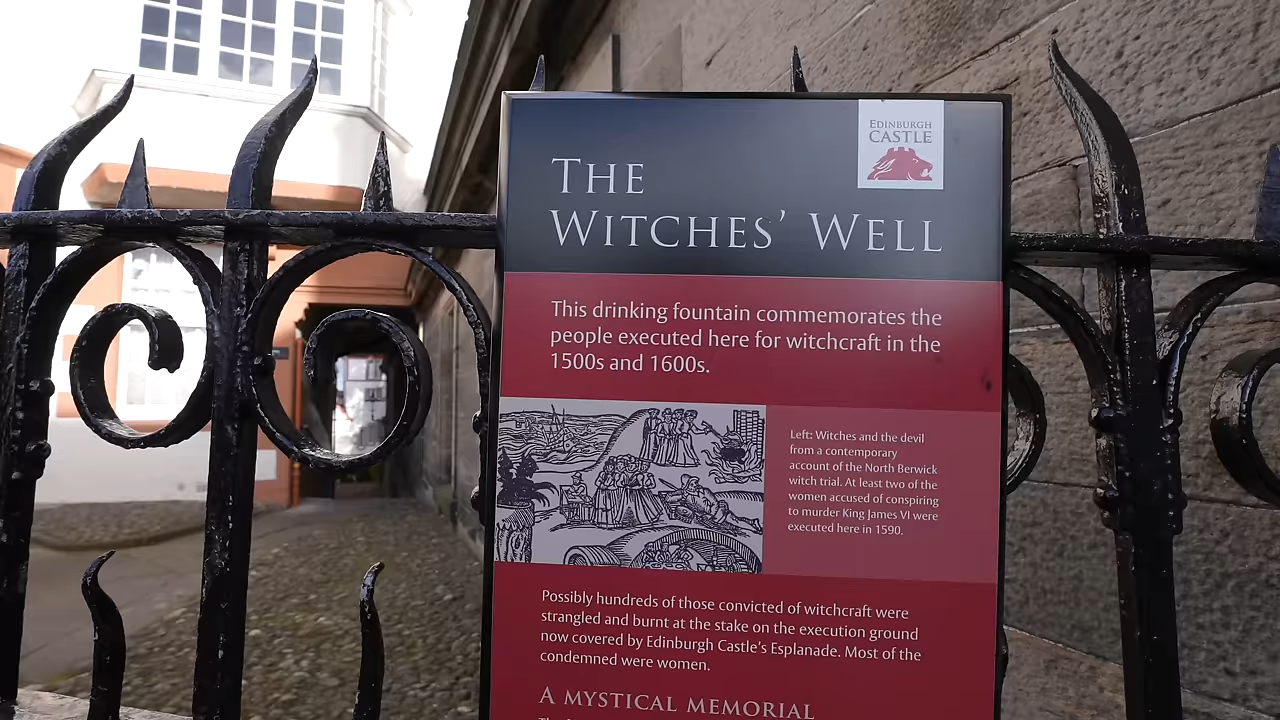 EDINBURGH
CASTLE
THE
WITCHES' WELL
This drinking fountain commemorates the
people executed here for witchcraft in the
1500s and 1600s.
Left: Witches and the devil
from a contemporary
account of the North Berwick
witch trial. At least two of the
women accused of conspiring
to murder King James VI were
executed here in 1590.
Possibly hundreds of those convicted of witchcraft were
strangled and burnt at the stake on the execution ground
now covered by Edinburgh Castle's Esplanade. Most of the
condemned were women.
A MYSTICAL MEMORIAL